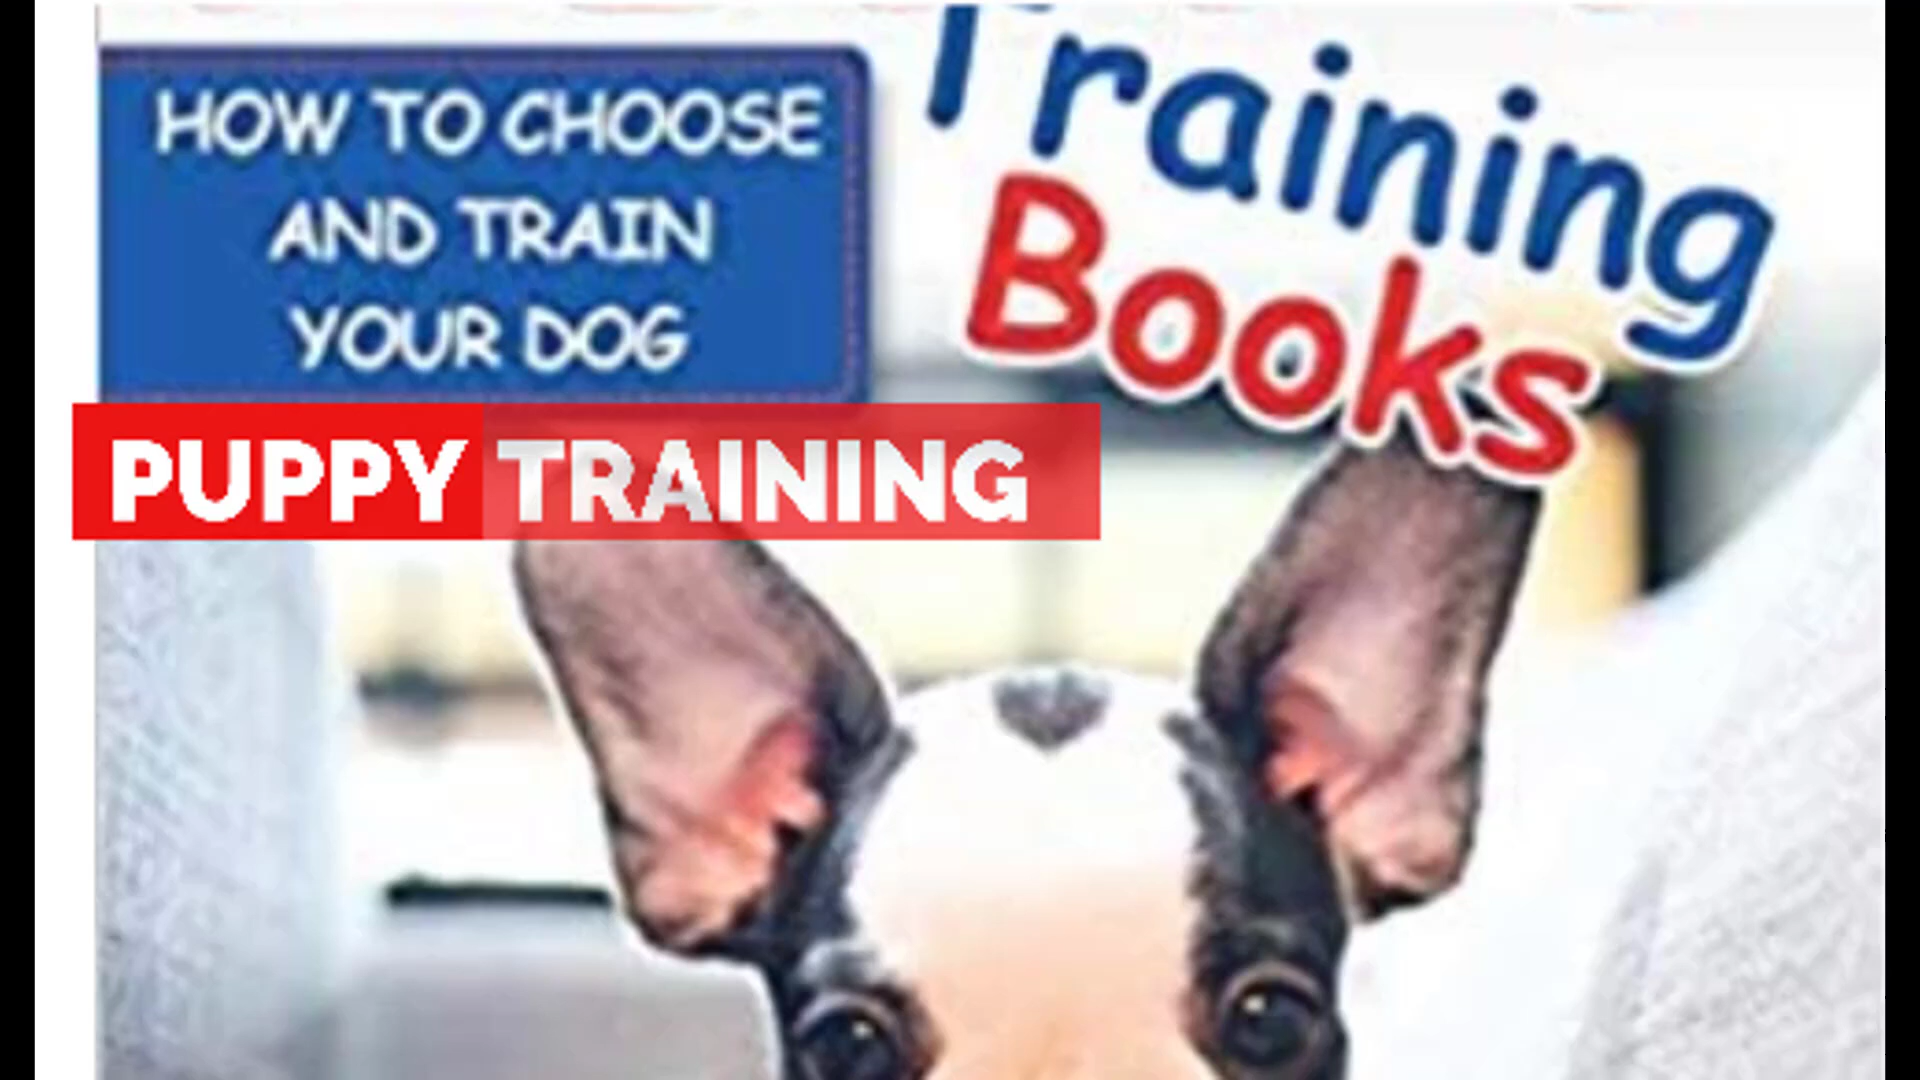 HOW TO CHOOSE
AND TRAIN
YOUR DOG
Training
Books
PUPPY TRAINING